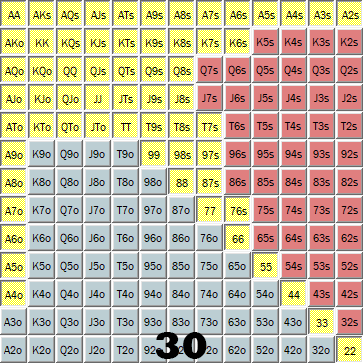 AA AKs AQs AJs ATs A9s A8s A7s A6s A5s A4s A3s A2s
AKo KK KQs KJs KTs K9s K8s K7s K6s K5s K4s K3s K2s
AQo KQo QQ QJs QTs Q9s Q8s Q7s Q6s Q5s Q4s Q3s Q2s
AJo KJo QJo JJ JTs J9s J8s J7s J6s J5s J4s J3s J2s
ATo KTo QTo JTo TT T9s T8s T7s T6s T5s T4s T3s T2s
A9o K9o Q9o J9o T9o 99 98s 97s 96s 95s 94s 93s 92s
A8o K8o Q8o J8o T8o 98o 88 87s 86s 85s 84s 83s 82s
A7o K7o Q7o J7o T7o 97o 87o 77 76s 75s 74s 73s 72s
A6o K6o Q6o J6o T6o 96o 86o 76o 66 65s 64s 63s 62s
A5o K5o Q5o J5o T5o 95o 85o 75o 65o 55 54s 53s 52s
A4o K4o Q4o J4o T4o 94o 84o 74o 64o 54o 44 43s 42s
A3o K3o Q3o J3o T3o 93o 83o 73o 63o 53o 43o 33 32s
A2o K2o Q2o J2o T2o 62o 52o 42o 32o 22
30